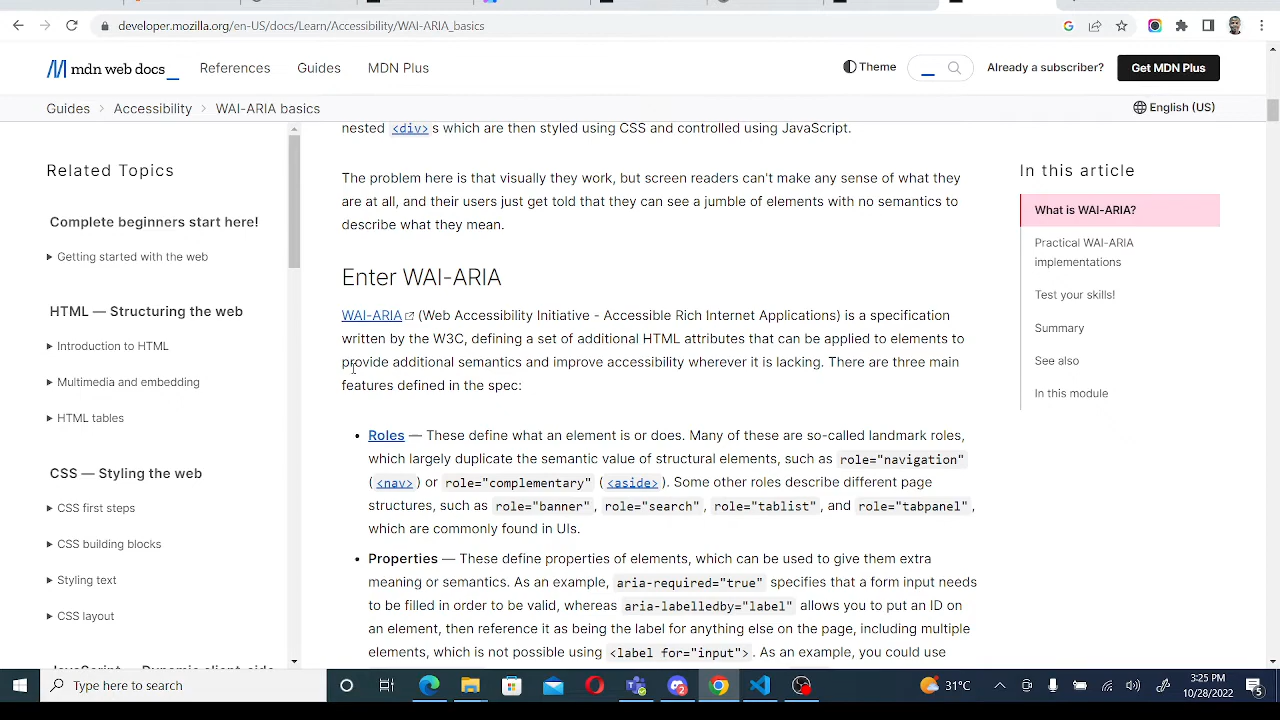 developer.mozilla.org/en-US/docs/Learn/Accessibility/WAI-ARIA_basics
mdn web docs
References
Guides
MDN Plus
Theme
Already a subscriber?
Get MDN Plus
Guides
Accessibility
WAI-ARIA basics
English (US)
Related Topics
Complete beginners start here!
Getting started with the web
HTML — Structuring the web
Introduction to HTML
Multimedia and embedding
HTML tables
CSS — Styling the web
CSS first steps
CSS building blocks
Styling text
CSS layout
JavaScript — Dynamic client-side
nested <div>s which are then styled using CSS and controlled using JavaScript.
The problem here is that visually they work, but screen readers can't make any sense of what they
are at all, and their users just get told that they can see a jumble of elements with no semantics to
describe what they mean.
Enter WAI-ARIA
WAI-ARIA (Web Accessibility Initiative - Accessible Rich Internet Applications) is a specification
written by the W3C, defining a set of additional HTML attributes that can be applied to elements to
provide additional semantics and improve accessibility wherever it is lacking. There are three main
features defined in the spec:
• Roles — These define what an element is or does. Many of these are so-called landmark roles,
which largely duplicate the semantic value of structural elements, such as role="navigation"
(<nav>) or role="complementary" (<aside>). Some other roles describe different page
structures, such as role="banner", role="search", role="tablist", and role="tabpanel",
which are commonly found in UIs.
• Properties — These define properties of elements, which can be used to give them extra
meaning or semantics. As an example, aria-required="true" specifies that a form input needs
to be filled in order to be valid, whereas aria-labelledby="label" allows you to put an ID on
an element, then reference it as being the label for anything else on the page, including multiple
elements, which is not possible using <label for="input">. As an example, you could use
In this article
What is WAI-ARIA?
Practical WAI-ARIA
implementations
Test your skills!
Summary
See also
In this module
Type here to search
31°C
3:25 PM
10/28/2022
5